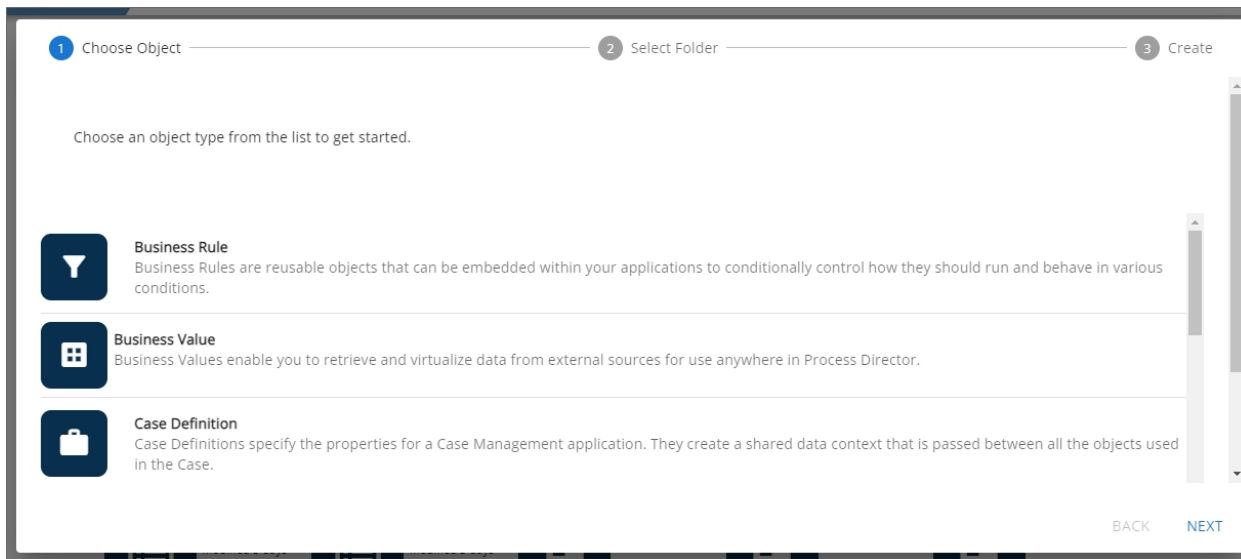 1 Choose Object
2 Select Folder
3 Create
Choose an object type from the list to get started.
Business Rule
Business Rules are reusable objects that can be embedded within your applications to conditionally control how they should run and behave in various
conditions.
Business Value
Business Values enable you to retrieve and virtualize data from external sources for use anywhere in Process Director.
Case Definition
Case Definitions specify the properties for a Case Management application. They create a shared data context that is passed between all the objects used
in the Case.
BACK NEXT